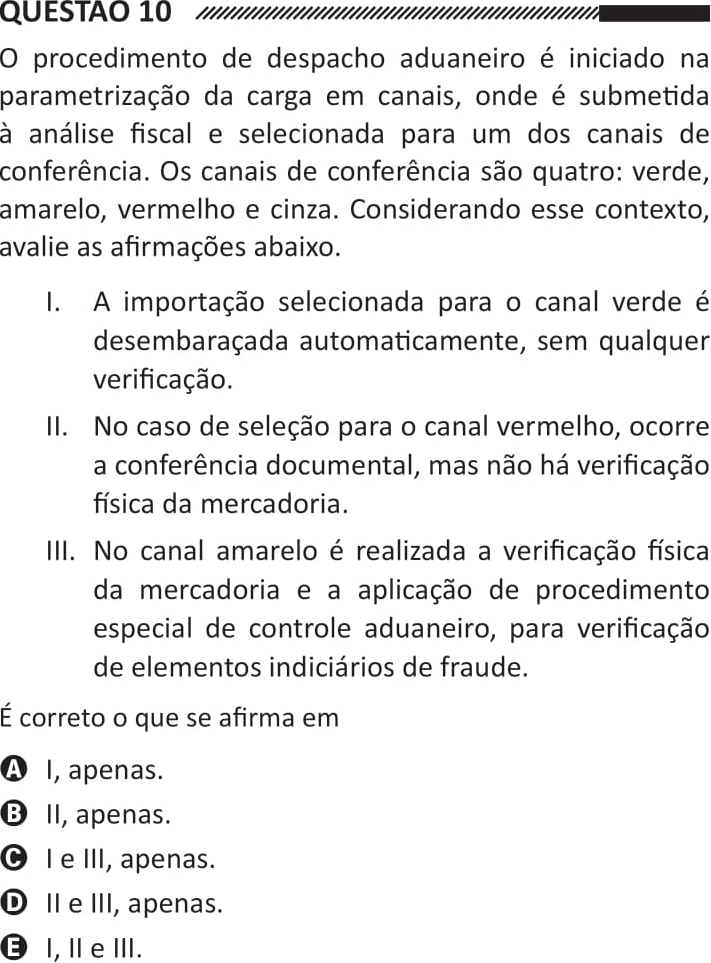 QUESTÃO 10
O procedimento de despacho aduaneiro é iniciado na
parametrização da carga em canais, onde é submetida
à análise fiscal e selecionada para um dos canais de
conferência. Os canais de conferência são quatro: verde,
amarelo, vermelho e cinza. Considerando esse contexto,
avalie as afirmações abaixo.
I. A importação selecionada para o canal verde é
desembaraçada automaticamente, sem qualquer
verificação.
II. No caso de seleção para o canal vermelho, ocorre
a conferência documental, mas não há verificação
física da mercadoria.
III. No canal amarelo é realizada a verificação física
da mercadoria e a aplicação de procedimento
especial de controle aduaneiro, para verificação
de elementos indiciários de fraude.
É correto o que se afirma em
A I, apenas.
B II, apenas.
C I e III, apenas.
D II e III, apenas.
E I, II e III.